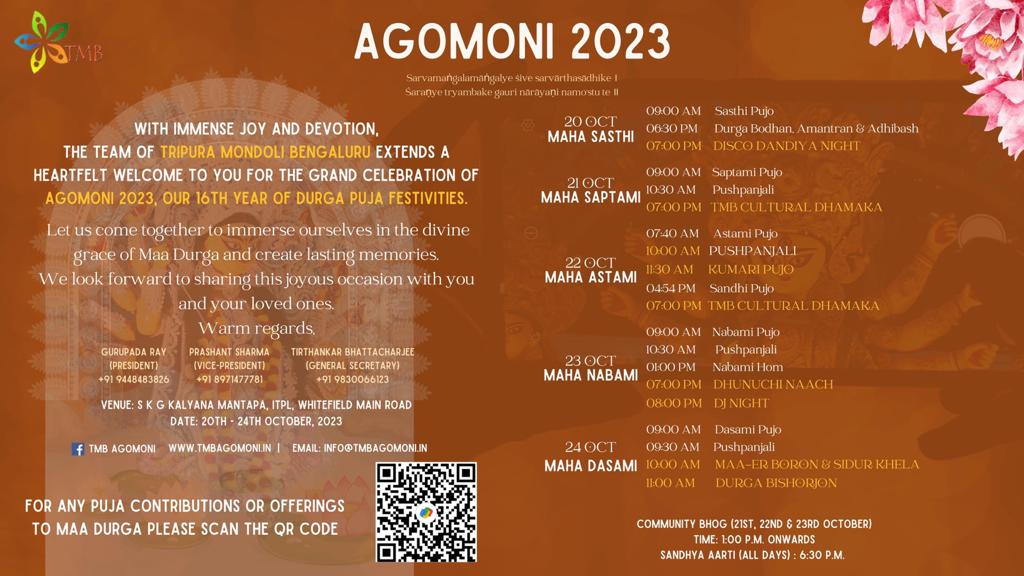 TMB
AGOMONI 2023
Sarvamaṅgalamāṅgalye śive sarvārthasādhike ।
Śaraṇye tryambake gauri nārāyaṇi namo'stu te ॥
WITH IMMENSE JOY AND DEVOTION,
THE TEAM OF TRIPURA MONDOLI BENGALURU EXTENDS A
HEARTFELT WELCOME TO YOU FOR THE GRAND CELEBRATION OF
AGOMONI 2023, OUR 16TH YEAR OF DURGA PUJA FESTIVITIES.
Let us come together to immerse ourselves in the divine
grace of Maa Durga and create lasting memories.
We look forward to sharing this joyous occasion with you
and your loved ones.
Warm regards,
GURUPADA RAY PRASHANT SHARMA TIRTHANKAR BHATTACHARJEE
(PRESIDENT) (VICE-PRESIDENT) (GENERAL SECRETARY)
+91 9448483826 +91 8971477781 +91 9830066123
VENUE: S K G KALYANA MANTAPA, ITPL, WHITEFIELD MAIN ROAD
DATE: 20TH - 24TH OCTOBER, 2023
TMB AGOMONI WWW.TMBAGOMONI.IN | EMAIL: INFO@TMBAGOMONI.IN
FOR ANY PUJA CONTRIBUTIONS OR OFFERINGS
TO MAA DURGA PLEASE SCAN THE QR CODE
20 OCT
MAHA SASTHI
09:00 AM Sasthi Pujo
06:30 PM Durga Bodhan, Amantran & Adhibash
07:00 PM DISCO DANDIYA NIGHT
21 OCT
MAHA SAPTAMI
09:00 AM Saptami Pujo
10:30 AM Pushpanjali
07:00 PM TMB CULTURAL DHAMAKA
22 OCT
MAHA ASTAMI
07:40 AM Astami Pujo
10:00 AM PUSHPANJALI
11:30 AM KUMARI PUJO
04:54 PM Sandhi Pujo
07:00 PM TMB CULTURAL DHAMAKA
23 OCT
MAHA NABAMI
09:00 AM Nabami Pujo
10:30 AM Pushpanjali
01:00 PM Nabami Hom
07:00 PM DHUNUCHI NAACH
08:00 PM DJ NIGHT
24 OCT
MAHA DASAMI
09:00 AM Dasami Pujo
09:30 AM Pushpanjali
10:00 AM MAA-ER BORON & SIDUR KHELA
11:00 AM DURGA BISHORJON
COMMUNITY BHOG (21ST, 22ND & 23RD OCTOBER)
TIME: 1:00 P.M. ONWARDS
SANDHYA AARTI (ALL DAYS) : 6:30 P.M.